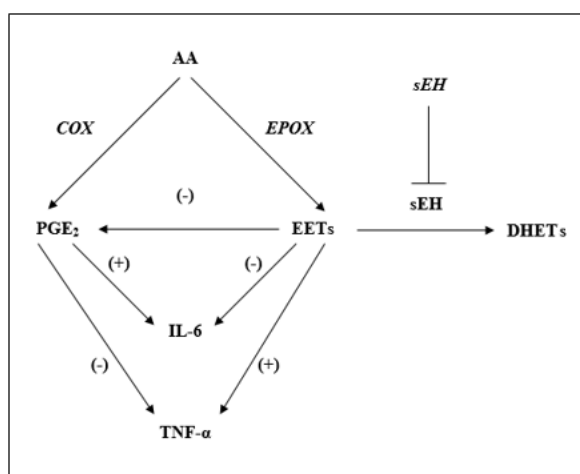 AA
sEH
COX
EPOX
(-)
sEH
PGE₂
EETs
DHETs
(+)
(-)
IL-6
(-)
(+)
TNF-α